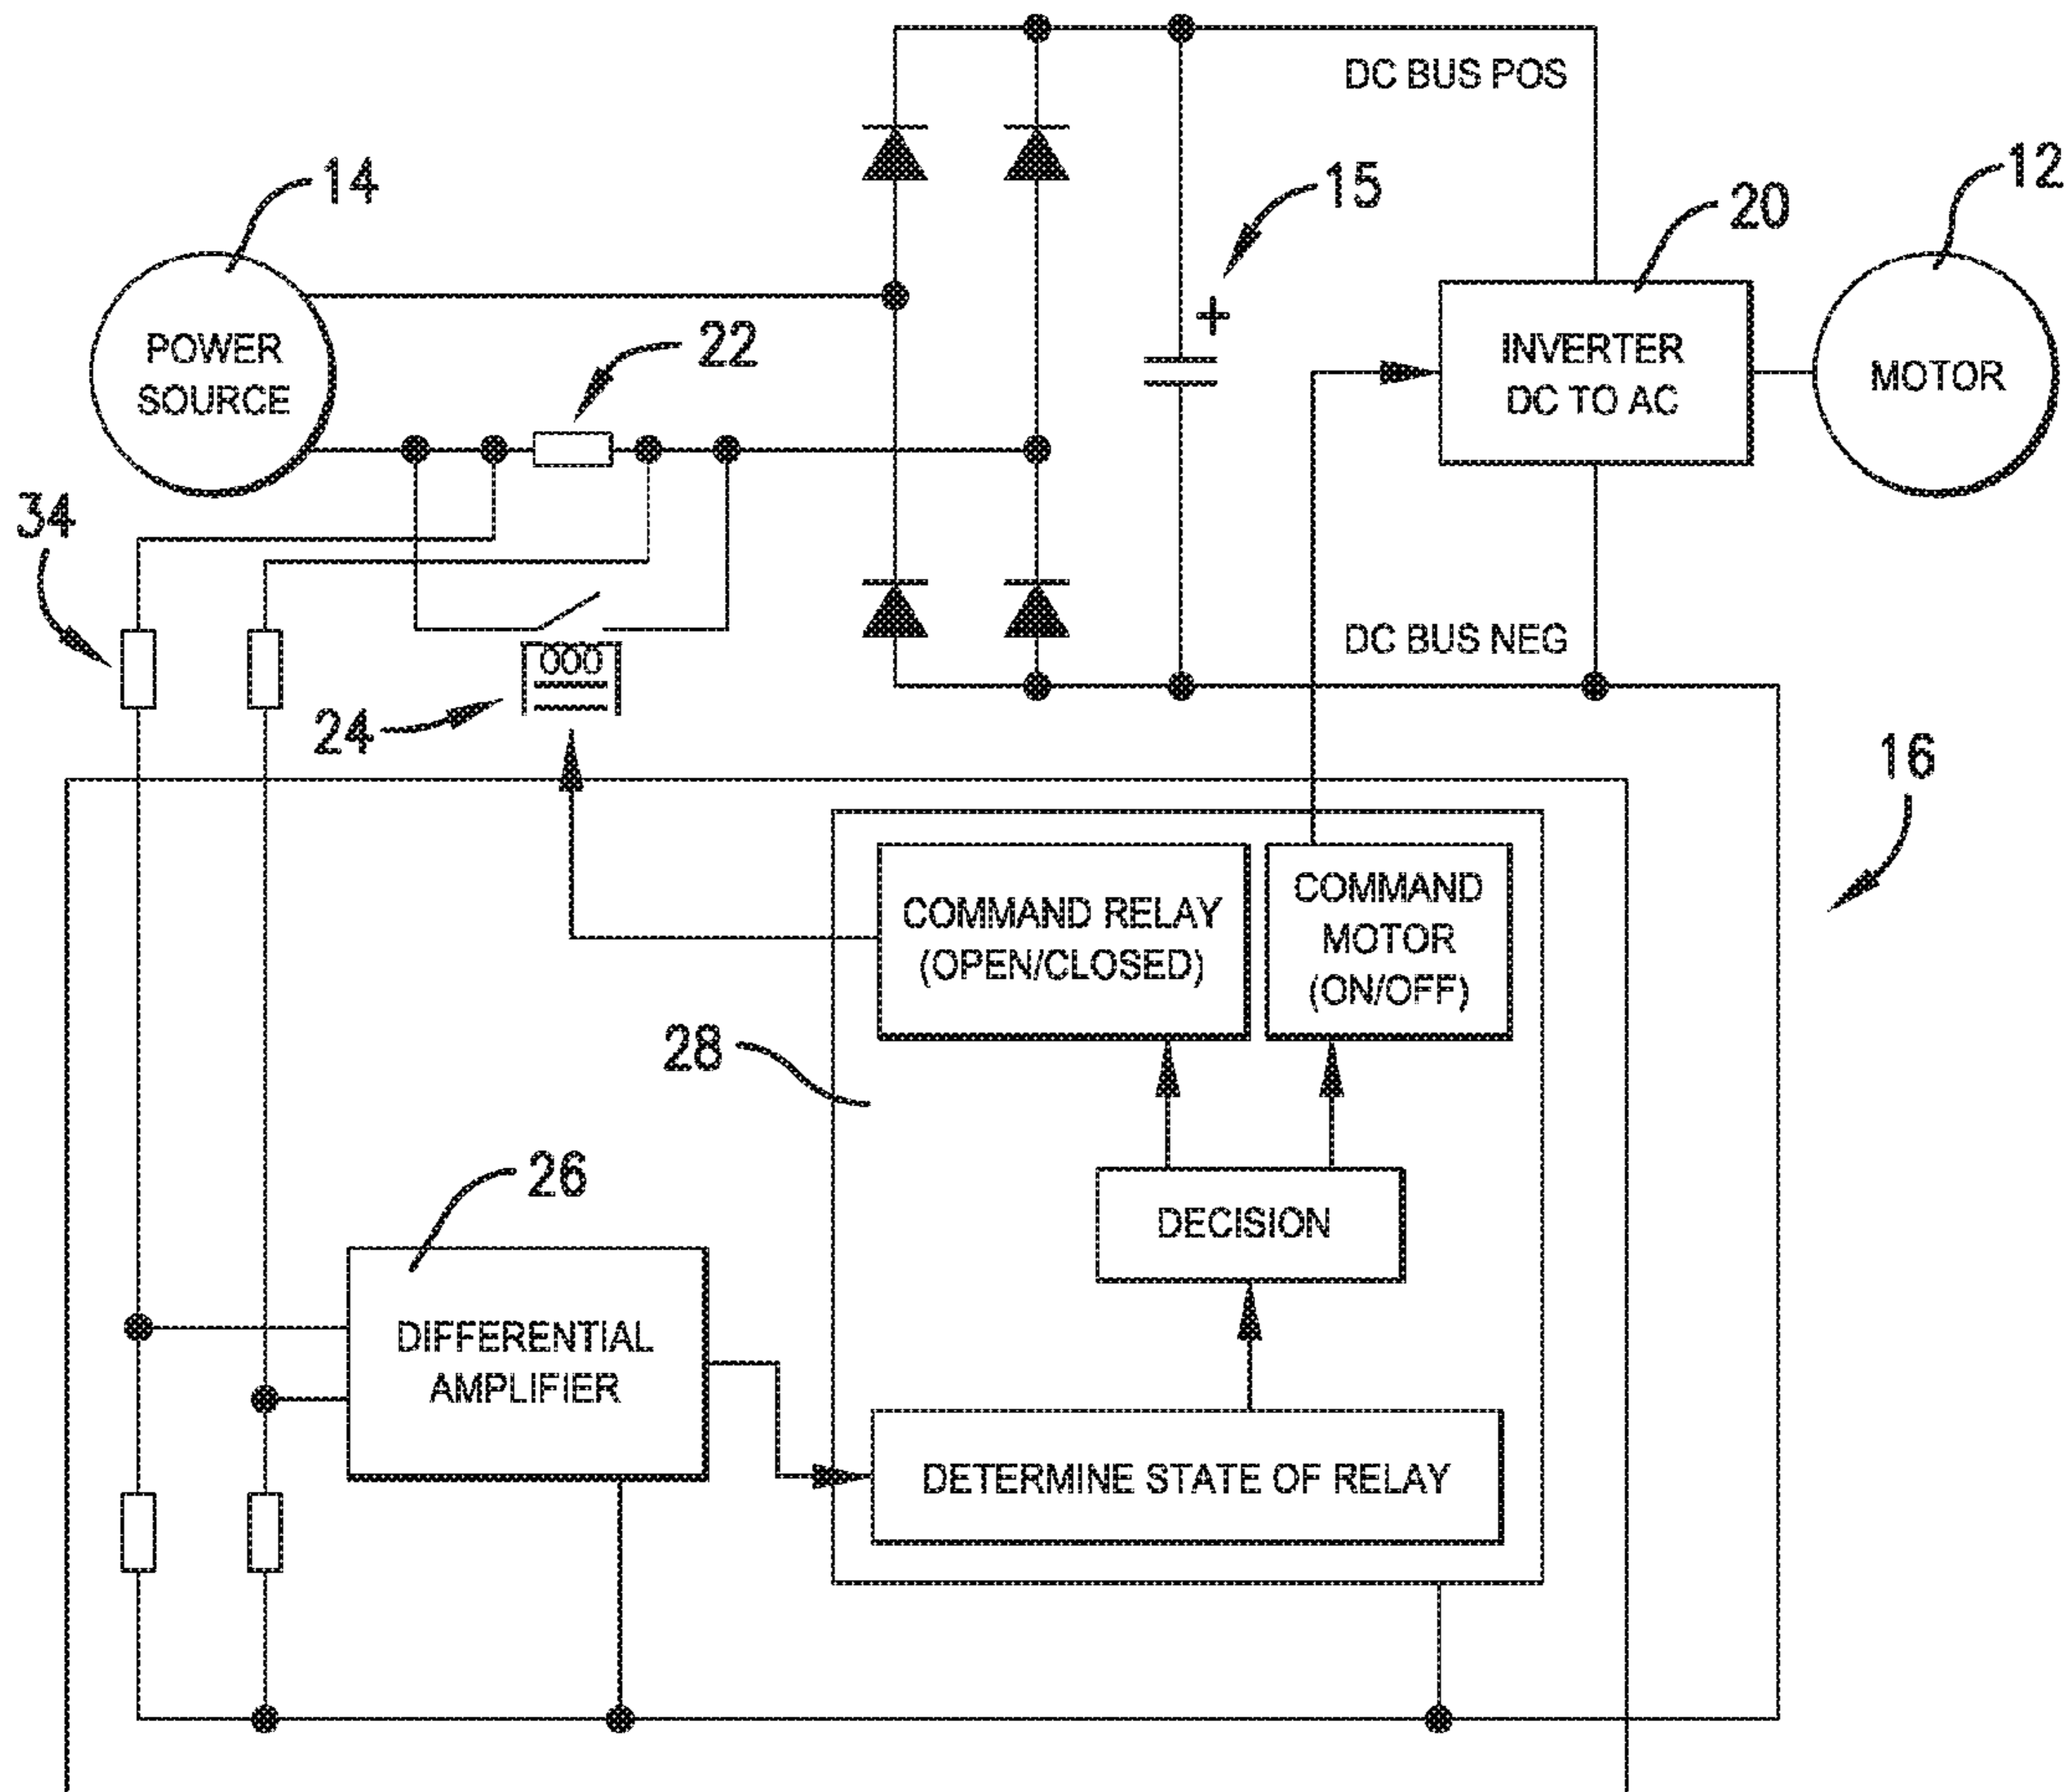 DC BUS POS
14
15
12
20
POWER
SOURCE
22
+
INVERTER
DC TO AC
MOTOR
34
DC BUS NEG
24
16
COMMAND RELAY
(OPEN/CLOSED)
COMMAND
MOTOR
(ON/OFF)
28
26
DECISION
DIFFERENTIAL
AMPLIFIER
DETERMINE STATE OF RELAY